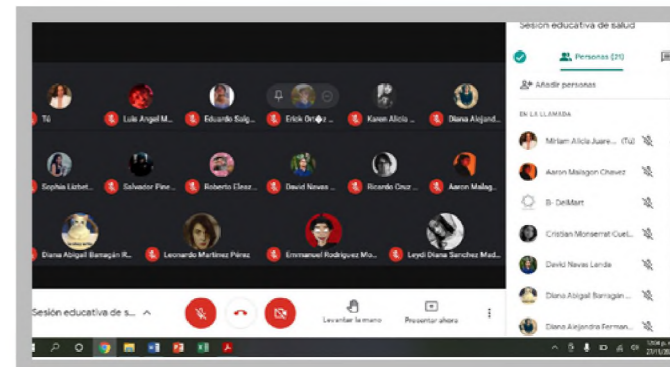 Sesión educativa de salud
Personas (21)
Añadir personas
EN LA LLAMADA
Miriam Alicia Juare... (Tú)
Aaron Malagon Chavez
B- DelMart
Cristian Monserrat Cuel...
David Navas Landa
Diana Abigail Barragán ...
Diana Alejandra Ferman...
Tú
Luis Angel M...
Eduardo Salg...
Erick Ort�z ...
Karen Alicia ...
Diana Alejand...
Sophia Lizbet...
Salvador Pine...
Roberto Eleaz...
David Navas ...
Ricardo Cruz ...
Aaron Malag...
Diana Abigail Barragán R...
Leonardo Martínez Pérez
Emmanuel Rodriguez Mo...
Leydi Diana Sanchez Mad...
Sesión educativa de s...
Levantar la mano
Presentar ahora